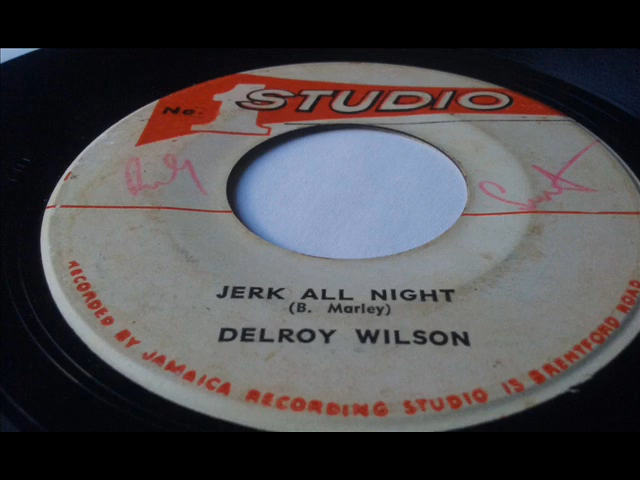 No. 1 STUDIO
JERK ALL NIGHT
(B. Marley)
DELROY WILSON
RECORDED BY JAMAICA RECORDING STUDIO 13 BRENTFORD ROAD